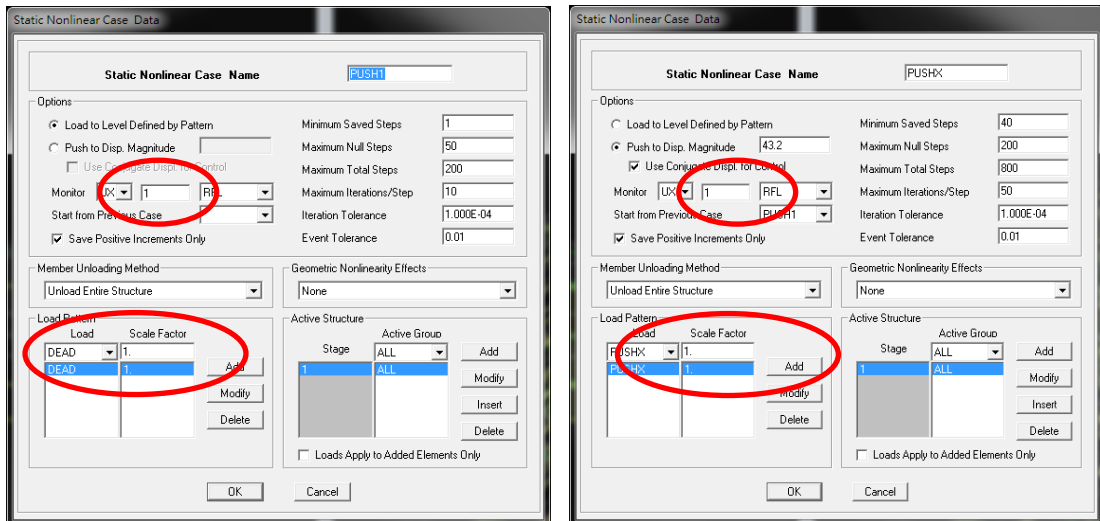 Static Nonlinear Case Data
Static Nonlinear Case Name PUSH1
Options
Load to Level Defined by Pattern
Push to Disp. Magnitude
Use Conjugate Displ. for Control
Monitor UX 1 RFL
Start from Previous Case
Save Positive Increments Only
Minimum Saved Steps 1
Maximum Null Steps 50
Maximum Total Steps 200
Maximum Iterations/Step 10
Iteration Tolerance 1.000E-04
Event Tolerance 0.01
Member Unloading Method
Unload Entire Structure
Geometric Nonlinearity Effects
None
Load Pattern
Load Scale Factor
DEAD 1.
DEAD 1.
Add
Modify
Delete
Active Structure
Active Group
Stage ALL Add
1 ALL
Modify
Insert
Delete
Loads Apply to Added Elements Only
OK Cancel
Static Nonlinear Case Data
Static Nonlinear Case Name PUSHX
Options
Load to Level Defined by Pattern
Push to Disp. Magnitude 43.2
Use Conjugate Displ. for Control
Monitor UX 1 RFL
Start from Previous Case PUSH1
Save Positive Increments Only
Minimum Saved Steps 40
Maximum Null Steps 200
Maximum Total Steps 800
Maximum Iterations/Step 50
Iteration Tolerance 1.000E-04
Event Tolerance 0.01
Member Unloading Method
Unload Entire Structure
Geometric Nonlinearity Effects
None
Load Pattern
Load Scale Factor
PUSHX 1.
PUSHX 1.
Add
Modify
Delete
Active Structure
Active Group
Stage ALL Add
1 ALL
Modify
Insert
Delete
Loads Apply to Added Elements Only
OK Cancel